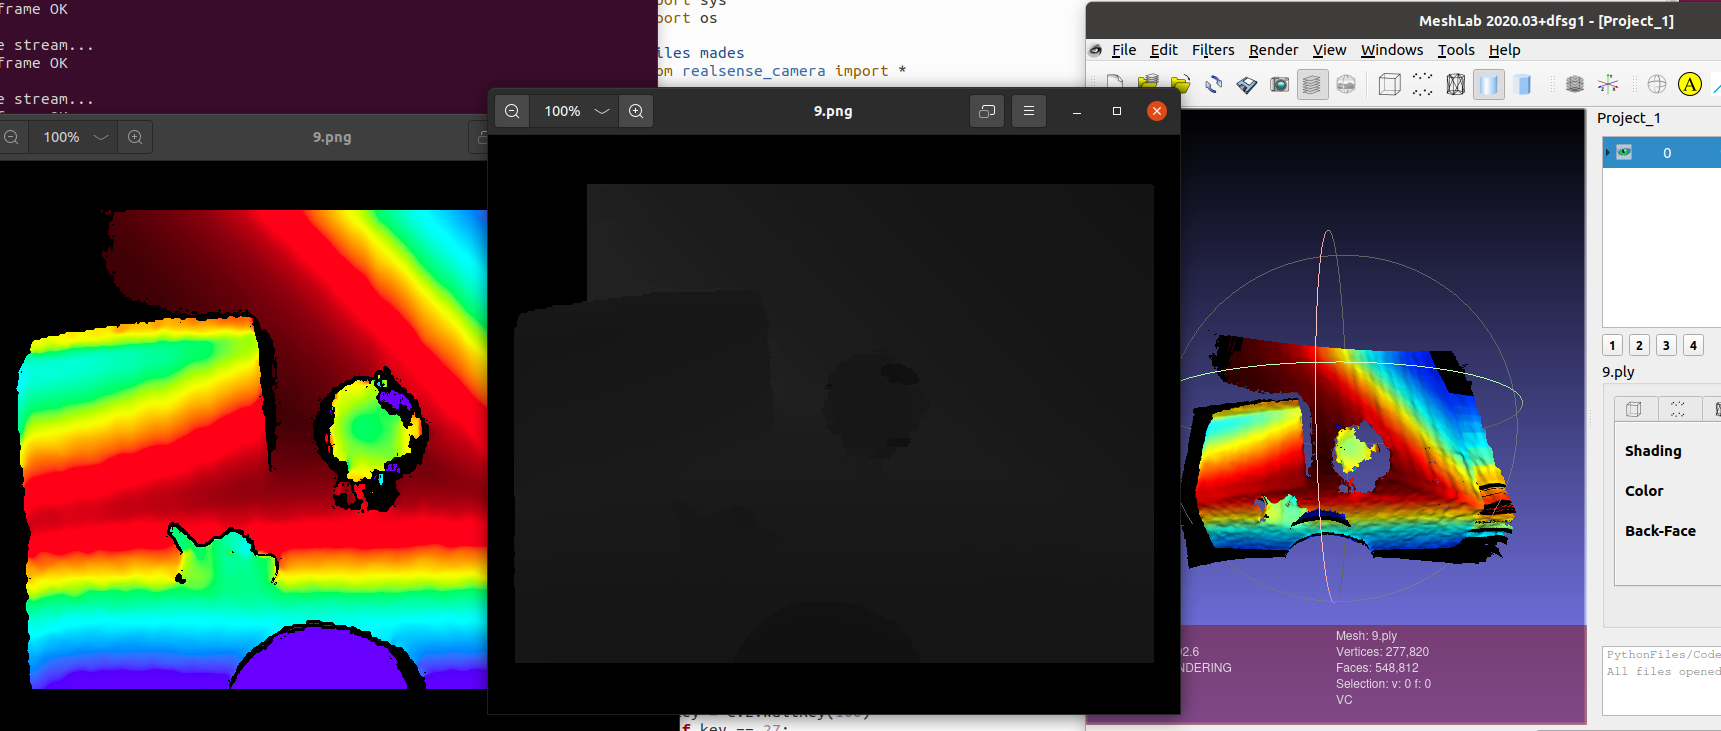 frame OK
e stream...
frame OK
e stream...
port sys
port os
iles mades
om realsense_camera import *
100%
9.png
100%
9.png
MeshLab 2020.03+dfsg1 - [Project_1]
File Edit Filters Render View Windows Tools Help
A
Project_1
0
1 2 3 4
9.ply
Shading
Color
Back-Face
PythonFiles/Code
All files opened
02.6
NDERING
Mesh: 9.ply
Vertices: 277,820
Faces: 548,812
Selection: v: 0 f: 0
VC
f key == 27: